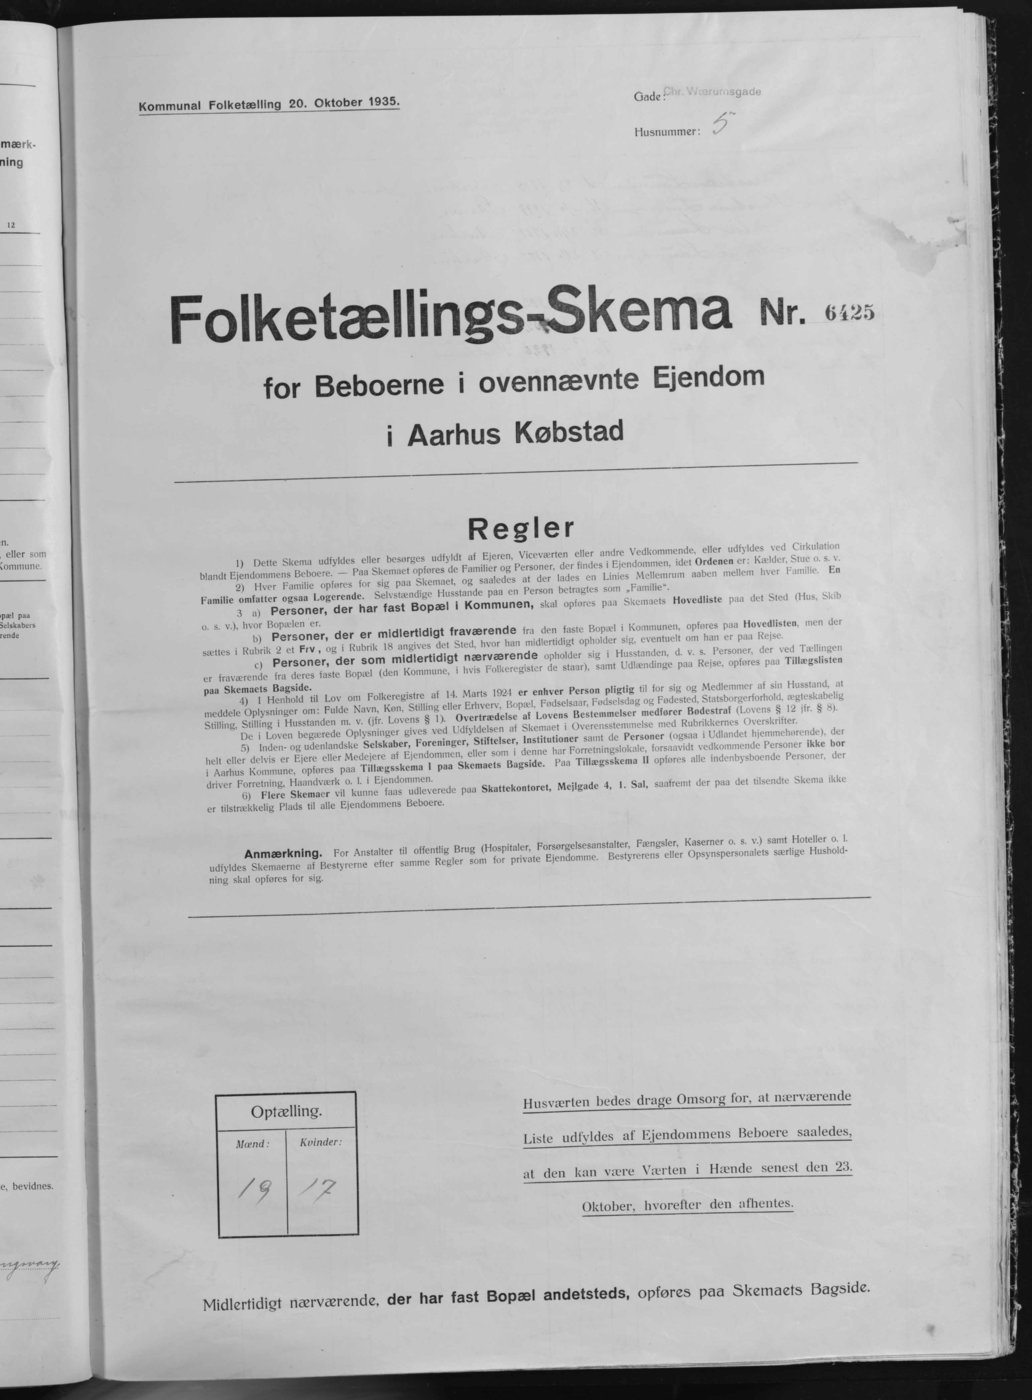 mærk-
ning
12
n.
, eller som
Kommune.
pæl paa
Selskabers
rende
e, bevidnes.
Kommunal Folketælling 20. Oktober 1935.
Gade: Chr. Wærumsgade
Husnummer: 5
Folketællings-Skema Nr. 6425
for Beboerne i ovennævnte Ejendom
i Aarhus Købstad
Regler
1) Dette Skema udfyldes eller besørges udfyldt af Ejeren, Viceværten eller andre Vedkommende, eller udfyldes ved Cirkulation
blandt Ejendommens Beboere. — Paa Skemaet opføres de Familier og Personer, der findes i Ejendommen, idet Ordenen er: Kælder, Stue o. s. v.
2) Hver Familie opføres for sig paa Skemaet, og saaledes at der lades en Linies Mellemrum aaben mellem hver Familie. En
Familie omfatter ogsaa Logerende. Selvstændige Husstande paa en Person betragtes som „Familie“.
3 a) Personer, der har fast Bopæl i Kommunen, skal opføres paa Skemaets Hovedliste paa det Sted (Hus, Skib
o. s. v.), hvor Bopælen er.
b) Personer, der er midlertidigt fraværende fra den faste Bopæl i Kommunen, opføres paa Hovedlisten, men der
sættes i Rubrik 2 et Frv, og i Rubrik 18 angives det Sted, hvor han midlertidigt opholder sig, eventuelt om han er paa Rejse.
c) Personer, der som midlertidigt nærværende opholder sig i Husstanden, d. v. s. Personer, der ved Tællingen
er fraværende fra deres faste Bopæl (den Kommune, i hvis Folkeregister de staar), samt Udlændinge paa Rejse, opføres paa Tillægslisten
paa Skemaets Bagside.
4) I Henhold til Lov om Folkeregistre af 14. Marts 1924 er enhver Person pligtig til for sig og Medlemmer af sin Husstand, at
meddele Oplysninger om: Fulde Navn, Køn, Stilling eller Erhverv, Bopæl, Fødselsaar, Fødselsdag og Fødested, Statsborgerforhold, ægteskabelig
Stilling, Stilling i Husstanden m. v. (jfr. Lovens § 1). Overtrædelse af Lovens Bestemmelser medfører Bødestraf (Lovens § 12 jfr. § 8).
De i Loven begærede Oplysninger gives ved Udfyldelsen af Skemaet i Overensstemmelse med Rubrikkernes Overskrifter.
5) Inden- og udenlandske Selskaber, Foreninger, Stiftelser, Institutioner samt de Personer (ogsaa i Udlandet hjemmehørende), der
helt eller delvis er Ejere eller Medejere af Ejendommen, eller som i denne har Forretningslokale, forsaavidt vedkommende Personer ikke bor
i Aarhus Kommune, opføres paa Tillægsskema I paa Skemaets Bagside. Paa Tillægsskema II opføres alle indenbysboende Personer, der
driver Forretning, Haandværk o. l. i Ejendommen.
6) Flere Skemaer vil kunne faas udleverede paa Skattekontoret, Mejlgade 4, 1. Sal, saafremt der paa det tilsendte Skema ikke
er tilstrækkelig Plads til alle Ejendommens Beboere.
Anmærkning. For Anstalter til offentlig Brug (Hospitaler, Forsørgelsesanstalter, Fængsler, Kaserner o. s. v.) samt Hoteller o. l.
udfyldes Skemaerne af Bestyrerne efter samme Regler som for private Ejendomme. Bestyrerens eller Opsynspersonalets særlige Hushold-
ning skal opføres for sig.
Optælling.
Mænd: Kvinder:
19 17
Husværten bedes drage Omsorg for, at nærværende
Liste udfyldes af Ejendommens Beboere saaledes,
at den kan være Værten i Hænde senest den 23.
Oktober, hvorefter den afhentes.
Midlertidigt nærværende, der har fast Bopæl andetsteds, opføres paa Skemaets Bagside.